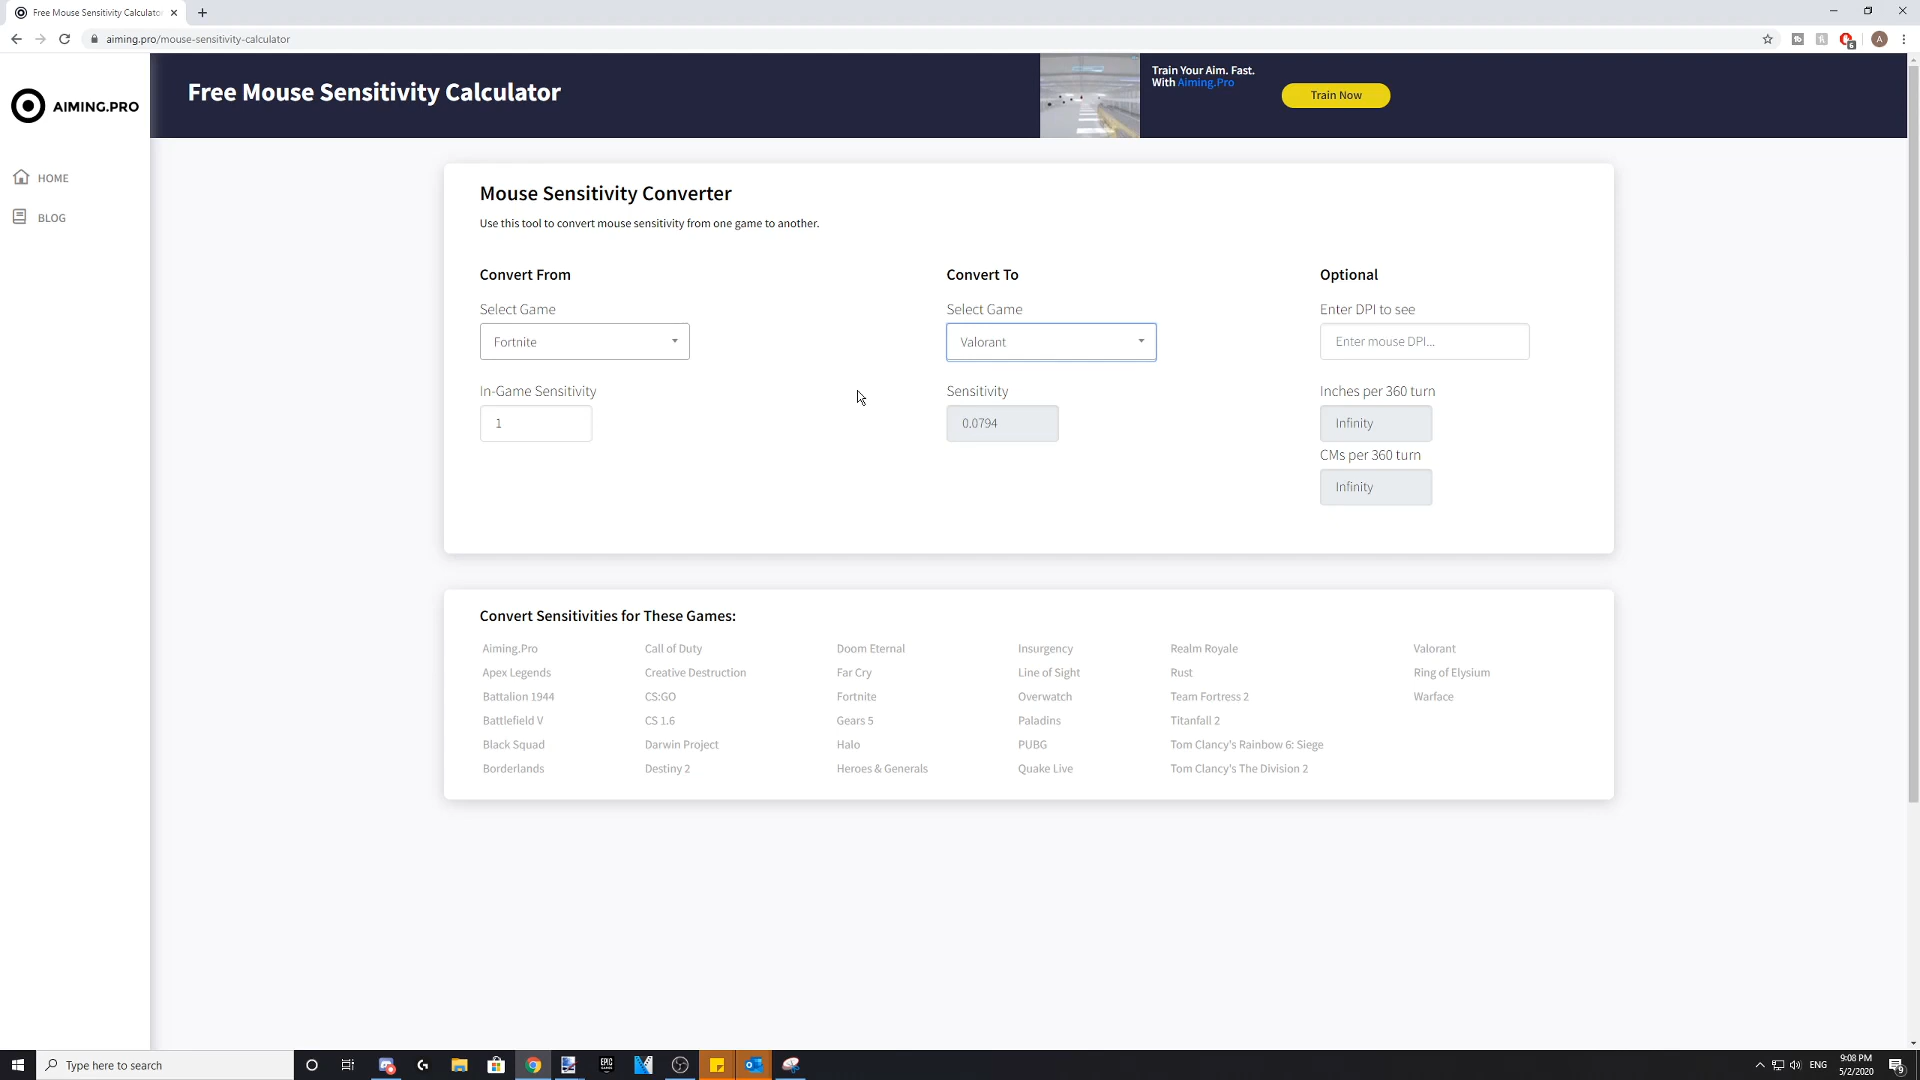 Free Mouse Sensitivity Calculato
aiming.pro/mouse-sensitivity-calculator
6
A
AIMING.PRO
Free Mouse Sensitivity Calculator
Train Your Aim. Fast.
With Aiming.Pro
Train Now
HOME
BLOG
Mouse Sensitivity Converter
Use this tool to convert mouse sensitivity from one game to another.
Convert From
Convert To
Optional
Select Game
Select Game
Enter DPI to see
Fortnite
Valorant
Enter mouse DPI...
In-Game Sensitivity
Sensitivity
Inches per 360 turn
1
0.0794
Infinity
CMs per 360 turn
Infinity
Convert Sensitivities for These Games:
Aiming.Pro
Call of Duty
Doom Eternal
Insurgency
Realm Royale
Valorant
Apex Legends
Creative Destruction
Far Cry
Line of Sight
Rust
Ring of Elysium
Battalion 1944
CS:GO
Fortnite
Overwatch
Team Fortress 2
Warface
Battlefield V
CS 1.6
Gears 5
Paladins
Titanfall 2
Black Squad
Darwin Project
Halo
PUBG
Tom Clancy's Rainbow 6: Siege
Borderlands
Destiny 2
Heroes & Generals
Quake Live
Tom Clancy's The Division 2
Type here to search
EPIC
ENG
9:08 PM
5/2/2020